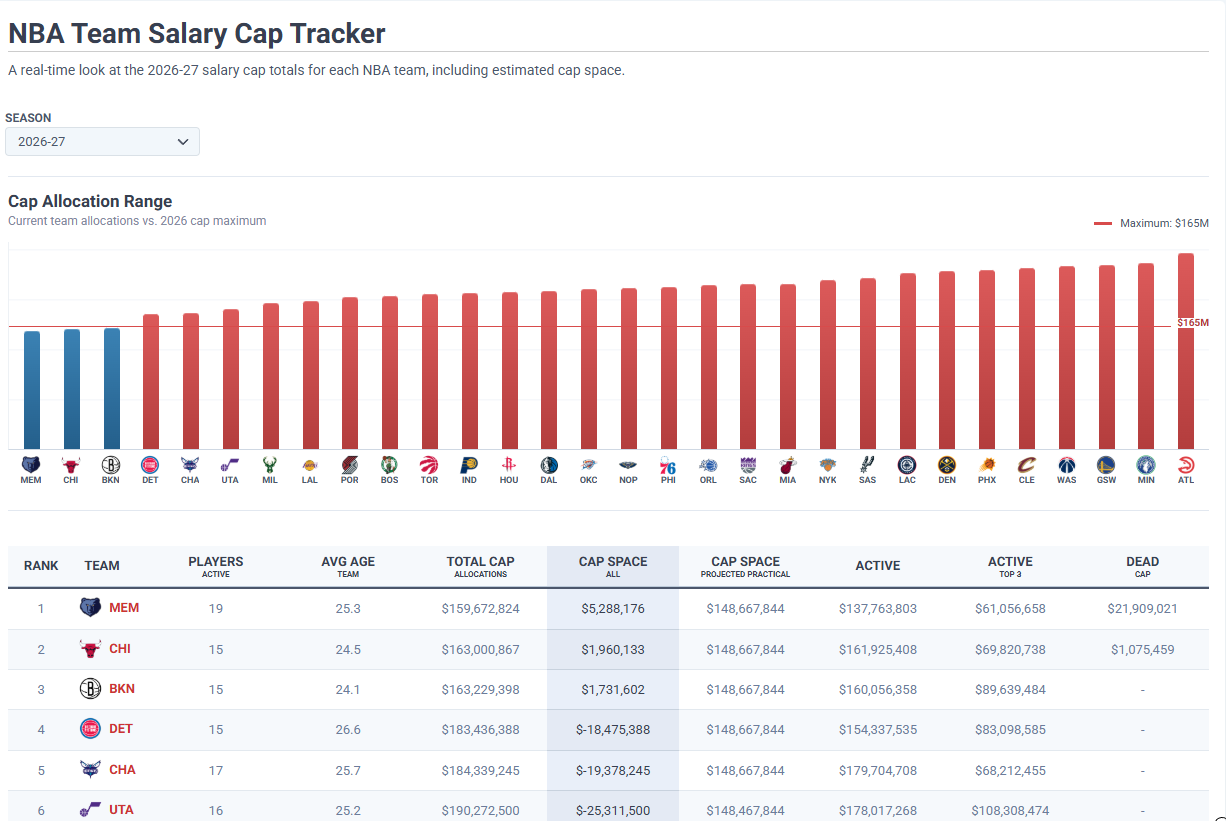 NBA Team Salary Cap Tracker
A real-time look at the 2026-27 salary cap totals for each NBA team, including estimated cap space.
SEASON
2026-27
Cap Allocation Range
Current team allocations vs. 2026 cap maximum
Maximum: $165M
$165M
MEM CHI BKN DET CHA UTA MIL LAL POR BOS TOR IND HOU DAL OKC NOP PHI ORL SAC MIA NYK SAS LAC DEN PHX CLE WAS GSW MIN ATL
RANK TEAM PLAYERS AVG AGE TOTAL CAP CAP SPACE CAP SPACE ACTIVE ACTIVE DEAD
ACTIVE TEAM ALLOCATIONS ALL PROJECTED PRACTICAL TOP 3 CAP
1 MEM 19 25.3 $159,672,824 $5,288,176 $148,667,844 $137,763,803 $61,056,658 $21,909,021
2 CHI 15 24.5 $163,000,867 $1,960,133 $148,667,844 $161,925,408 $69,820,738 $1,075,459
3 BKN 15 24.1 $163,229,398 $1,731,602 $148,667,844 $160,056,358 $89,639,484 -
4 DET 15 26.6 $183,436,388 $-18,475,388 $148,667,844 $154,337,535 $83,098,585 -
5 CHA 17 25.7 $184,339,245 $-19,378,245 $148,667,844 $179,704,708 $68,212,455 -
6 UTA 16 25.2 $190,272,500 $-25,311,500 $148,467,844 $178,017,268 $108,308,474 -